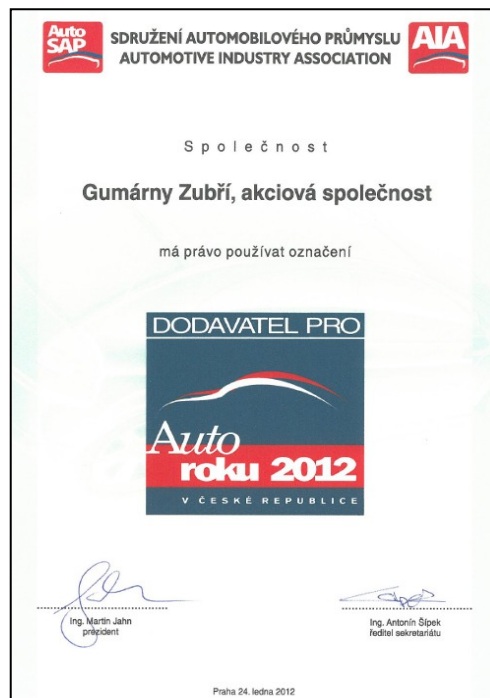 Auto SAP
SDRUŽENÍ AUTOMOBILOVÉHO PRŮMYSLU
AUTOMOTIVE INDUSTRY ASSOCIATION
AIA
Společnost
Gumárny Zubří, akciová společnost
má právo používat označení
DODAVATEL PRO
Auto
roku 2012
V ČESKÉ REPUBLICE
Ing. Martin Jahn
prezident
Ing. Antonín Šípek
ředitel sekretariátu
Praha 24. ledna 2012